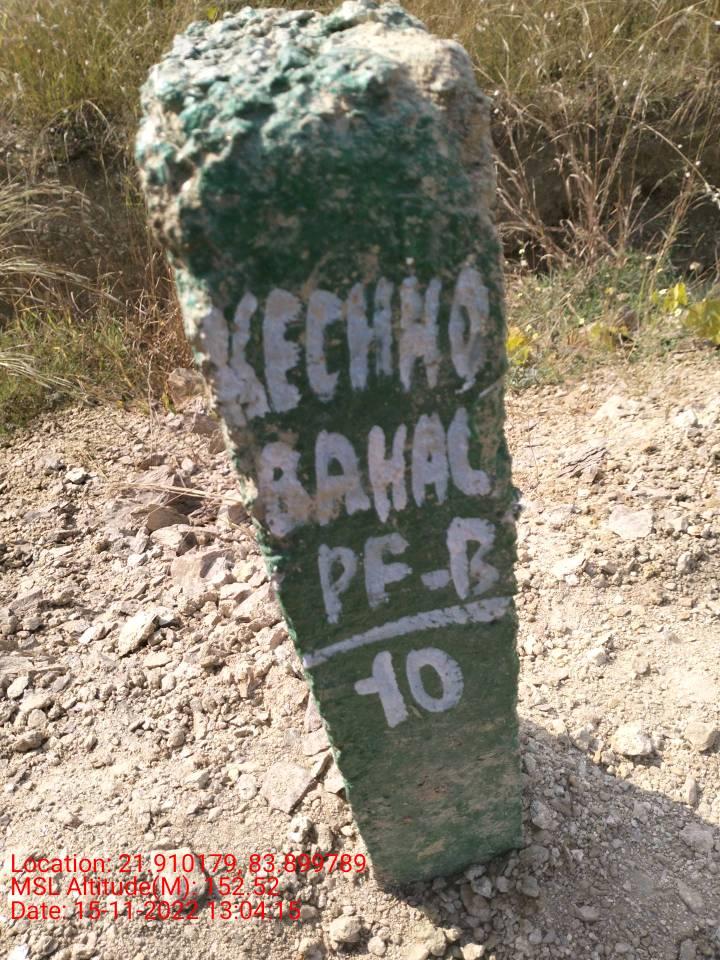 KECHHO
BAHAL
PF-B
10
Location: 21.910179, 83.899789
MSL Altitude(M): 152.52
Date: 15-11-2022 13:04:15